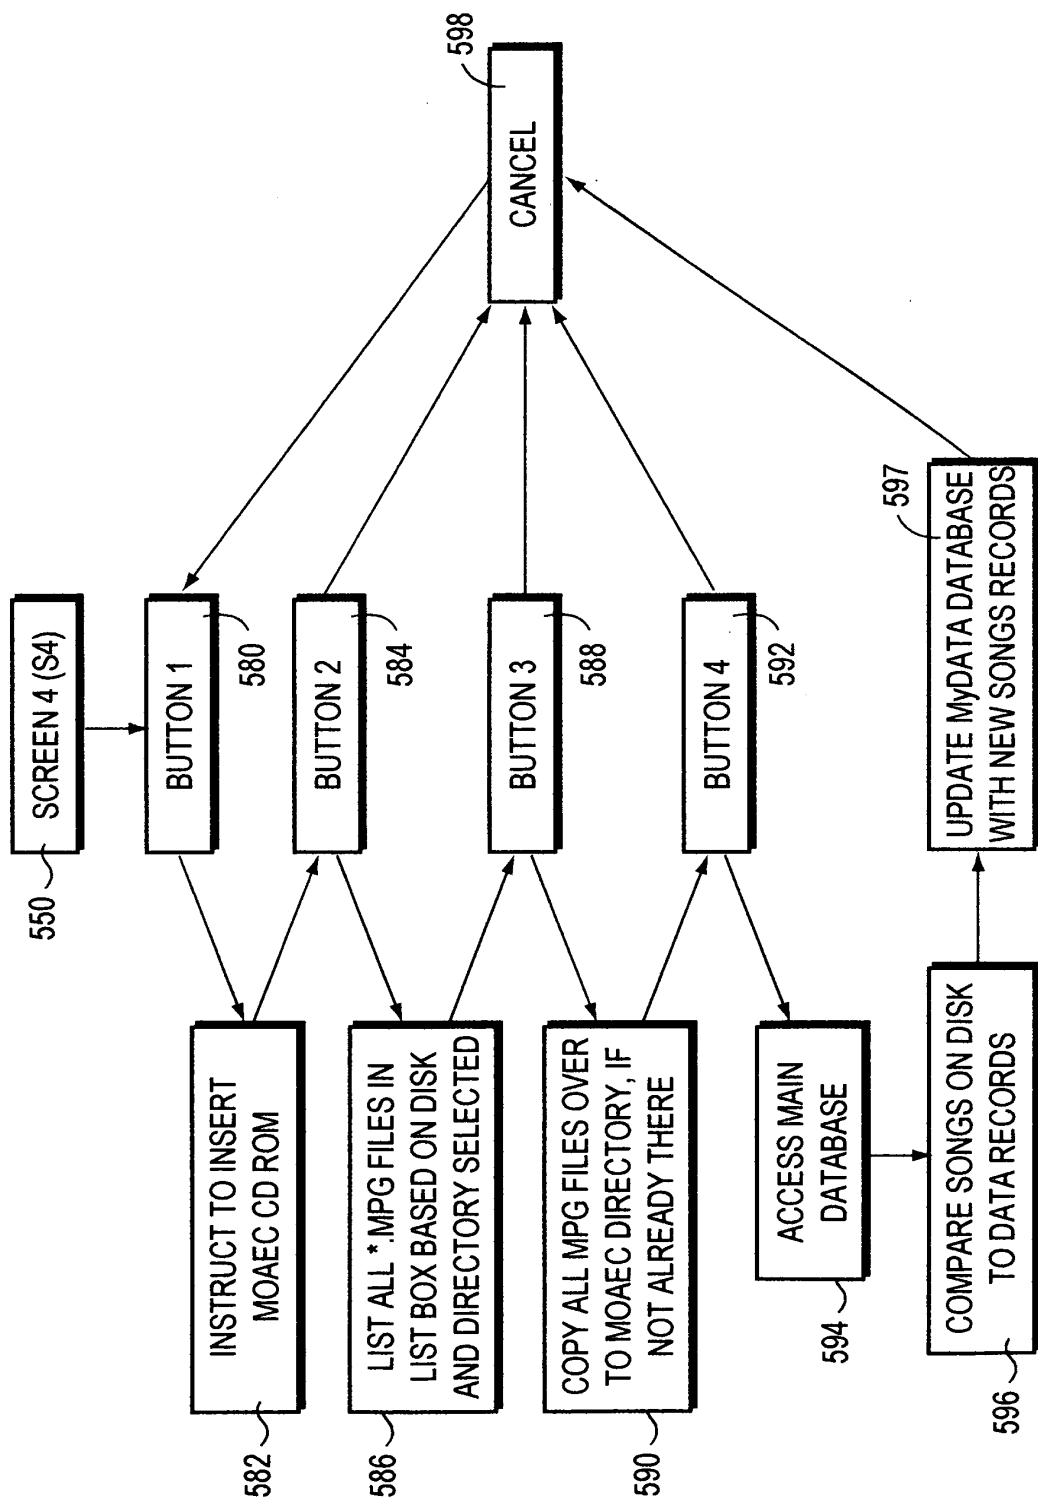 SCREEN 4 (S4)
550
BUTTON 1
580
INSTRUCT TO INSERT
MOAEC CD ROM
582
BUTTON 2
584
LIST ALL *.MPG FILES IN
LIST BOX BASED ON DISK
AND DIRECTORY SELECTED
586
BUTTON 3
588
COPY ALL MPG FILES OVER
TO MOAEC DIRECTORY, IF
NOT ALREADY THERE
590
BUTTON 4
592
ACCESS MAIN
DATABASE
594
COMPARE SONGS ON DISK
TO DATA RECORDS
596
UPDATE MyDATA DATABASE
WITH NEW SONGS RECORDS
597
CANCEL
598